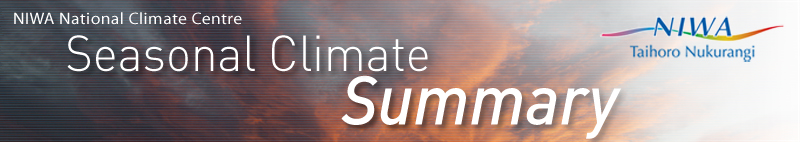 NIWA National Climate Centre
Seasonal Climate
Summary
NIWA
Taihoro Nukurangi